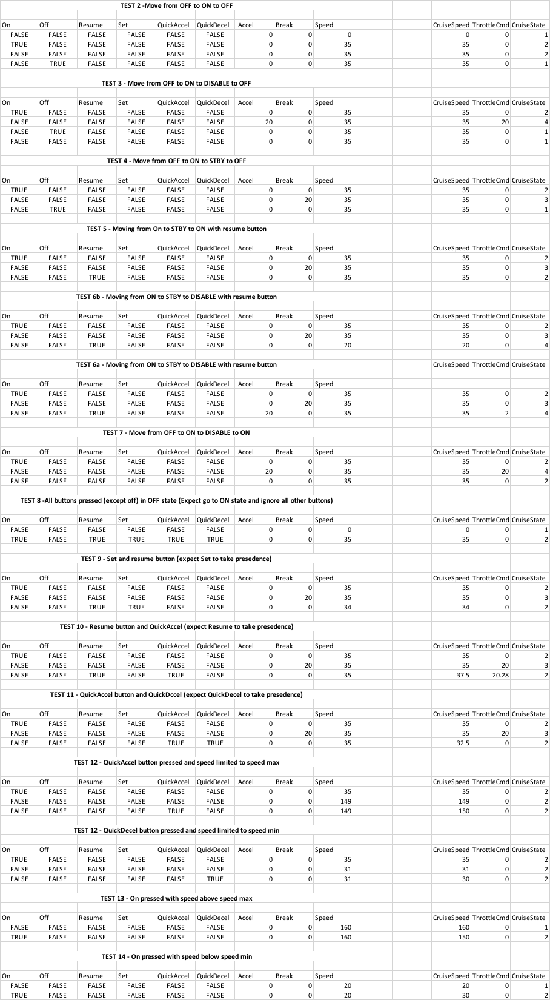 TEST 2 -Move from OFF to ON to OFF
On Off Resume Set QuickAccel QuickDecel Accel Break Speed CruiseSpeed ThrottleCmd CruiseState
FALSE FALSE FALSE FALSE FALSE FALSE 0 0 0 0 0 1
TRUE FALSE FALSE FALSE FALSE FALSE 0 0 35 35 0 2
FALSE FALSE FALSE FALSE FALSE FALSE 0 0 35 35 0 2
FALSE TRUE FALSE FALSE FALSE FALSE 0 0 35 35 0 1
TEST 3 - Move from OFF to ON to DISABLE to OFF
On Off Resume Set QuickAccel QuickDecel Accel Break Speed CruiseSpeed ThrottleCmd CruiseState
TRUE FALSE FALSE FALSE FALSE FALSE 0 0 35 35 0 2
FALSE FALSE FALSE FALSE FALSE FALSE 20 0 35 35 20 4
FALSE TRUE FALSE FALSE FALSE FALSE 0 0 35 35 0 1
FALSE FALSE FALSE FALSE FALSE FALSE 0 0 35 35 0 1
TEST 4 - Move from OFF to ON to STBY to OFF
On Off Resume Set QuickAccel QuickDecel Accel Break Speed CruiseSpeed ThrottleCmd CruiseState
TRUE FALSE FALSE FALSE FALSE FALSE 0 0 35 35 0 2
FALSE FALSE FALSE FALSE FALSE FALSE 0 20 35 35 0 3
FALSE TRUE FALSE FALSE FALSE FALSE 0 0 35 35 0 1
TEST 5 - Moving from On to STBY to ON with resume button
On Off Resume Set QuickAccel QuickDecel Accel Break Speed CruiseSpeed ThrottleCmd CruiseState
TRUE FALSE FALSE FALSE FALSE FALSE 0 0 35 35 0 2
FALSE FALSE FALSE FALSE FALSE FALSE 0 20 35 35 0 3
FALSE FALSE TRUE FALSE FALSE FALSE 0 0 35 35 0 2
TEST 6b - Moving from ON to STBY to DISABLE with resume button
On Off Resume Set QuickAccel QuickDecel Accel Break Speed CruiseSpeed ThrottleCmd CruiseState
TRUE FALSE FALSE FALSE FALSE FALSE 0 0 35 35 0 2
FALSE FALSE FALSE FALSE FALSE FALSE 0 20 35 35 0 3
FALSE FALSE TRUE FALSE FALSE FALSE 0 0 20 20 0 4
TEST 6a - Moving from ON to STBY to DISABLE with resume button CruiseSpeed ThrottleCmd CruiseState
On Off Resume Set QuickAccel QuickDecel Accel Break Speed
TRUE FALSE FALSE FALSE FALSE FALSE 0 0 35 35 0 2
FALSE FALSE FALSE FALSE FALSE FALSE 0 20 35 35 0 3
FALSE FALSE TRUE FALSE FALSE FALSE 20 0 35 35 2 4
TEST 7 - Move from OFF to ON to DISABLE to ON
On Off Resume Set QuickAccel QuickDecel Accel Break Speed CruiseSpeed ThrottleCmd CruiseState
TRUE FALSE FALSE FALSE FALSE FALSE 0 0 35 35 0 2
FALSE FALSE FALSE FALSE FALSE FALSE 20 0 35 35 20 4
FALSE FALSE FALSE FALSE FALSE FALSE 0 0 35 35 0 2
TEST 8 -All buttons pressed (except off) in OFF state (Expect go to ON state and ignore all other buttons)
On Off Resume Set QuickAccel QuickDecel Accel Break Speed CruiseSpeed ThrottleCmd CruiseState
FALSE FALSE FALSE FALSE FALSE FALSE 0 0 0 0 0 1
TRUE FALSE TRUE TRUE TRUE TRUE 0 0 35 35 0 2
TEST 9 - Set and resume button (expect Set to take presedence)
On Off Resume Set QuickAccel QuickDecel Accel Break Speed CruiseSpeed ThrottleCmd CruiseState
TRUE FALSE FALSE FALSE FALSE FALSE 0 0 35 35 0 2
FALSE FALSE FALSE FALSE FALSE FALSE 0 20 35 35 0 3
FALSE FALSE TRUE TRUE FALSE FALSE 0 0 34 34 0 2
TEST 10 - Resume button and QuickAccel (expect Resume to take presedence)
On Off Resume Set QuickAccel QuickDecel Accel Break Speed CruiseSpeed ThrottleCmd CruiseState
TRUE FALSE FALSE FALSE FALSE FALSE 0 0 35 35 0 2
FALSE FALSE FALSE FALSE FALSE FALSE 0 20 35 35 20 3
FALSE FALSE TRUE FALSE TRUE FALSE 0 0 35 37.5 20.28 2
TEST 11 - QuickAccel button and QuickDccel (expect QuickDecel to take presedence)
On Off Resume Set QuickAccel QuickDecel Accel Break Speed CruiseSpeed ThrottleCmd CruiseState
TRUE FALSE FALSE FALSE FALSE FALSE 0 0 35 35 0 2
FALSE FALSE FALSE FALSE FALSE FALSE 0 20 35 35 20 3
FALSE FALSE FALSE FALSE TRUE TRUE 0 0 35 32.5 0 2
TEST 12 - QuickAccel button pressed and speed limited to speed max
On Off Resume Set QuickAccel QuickDecel Accel Break Speed CruiseSpeed ThrottleCmd CruiseState
TRUE FALSE FALSE FALSE FALSE FALSE 0 0 35 35 0 2
FALSE FALSE FALSE FALSE FALSE FALSE 0 0 149 149 0 2
FALSE FALSE FALSE FALSE TRUE FALSE 0 0 149 150 0 2
TEST 12 - QuickDecel button pressed and speed limited to speed min
On Off Resume Set QuickAccel QuickDecel Accel Break Speed CruiseSpeed ThrottleCmd CruiseState
TRUE FALSE FALSE FALSE FALSE FALSE 0 0 35 35 0 2
FALSE FALSE FALSE FALSE FALSE FALSE 0 0 31 31 0 2
FALSE FALSE FALSE FALSE FALSE TRUE 0 0 31 30 0 2
TEST 13 - On pressed with speed above speed max
On Off Resume Set QuickAccel QuickDecel Accel Break Speed CruiseSpeed ThrottleCmd CruiseState
FALSE FALSE FALSE FALSE FALSE FALSE 0 0 160 160 0 1
TRUE FALSE FALSE FALSE FALSE FALSE 0 0 160 150 0 2
TEST 14 - On pressed with speed below speed min
On Off Resume Set QuickAccel QuickDecel Accel Break Speed CruiseSpeed ThrottleCmd CruiseState
FALSE FALSE FALSE FALSE FALSE FALSE 0 0 20 20 0 1
TRUE FALSE FALSE FALSE FALSE FALSE 0 0 20 30 0 2